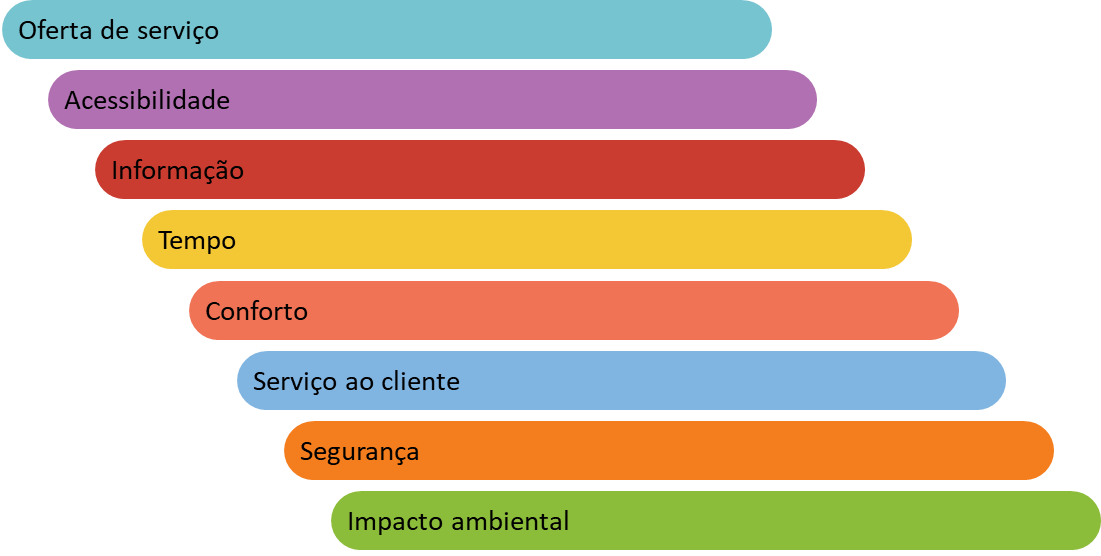 Oferta de serviço
Acessibilidade
Informação
Tempo
Conforto
Serviço ao cliente
Segurança
Impacto ambiental